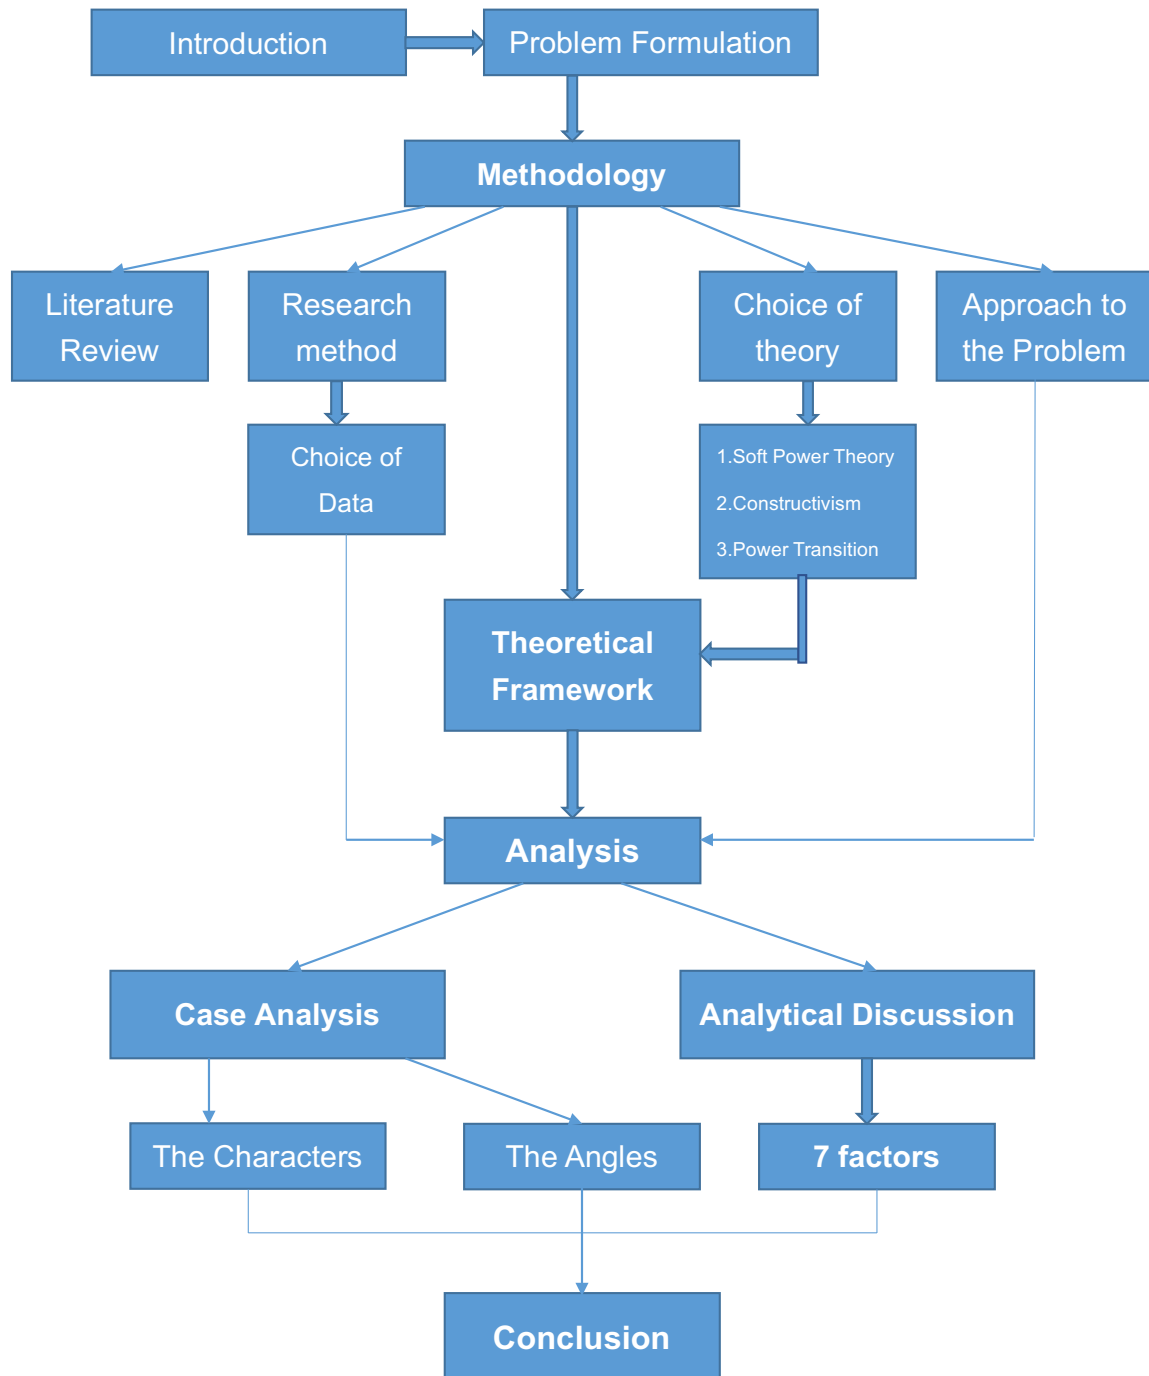 Introduction
Problem Formulation
Methodology
Literature
Review
Research
method
Choice of
theory
Approach to
the Problem
Choice of
Data
1.Soft Power Theory
2.Constructivism
3.Power Transition
Theoretical
Framework
Analysis
Case Analysis
Analytical Discussion
The Characters
The Angles
7 factors
Conclusion